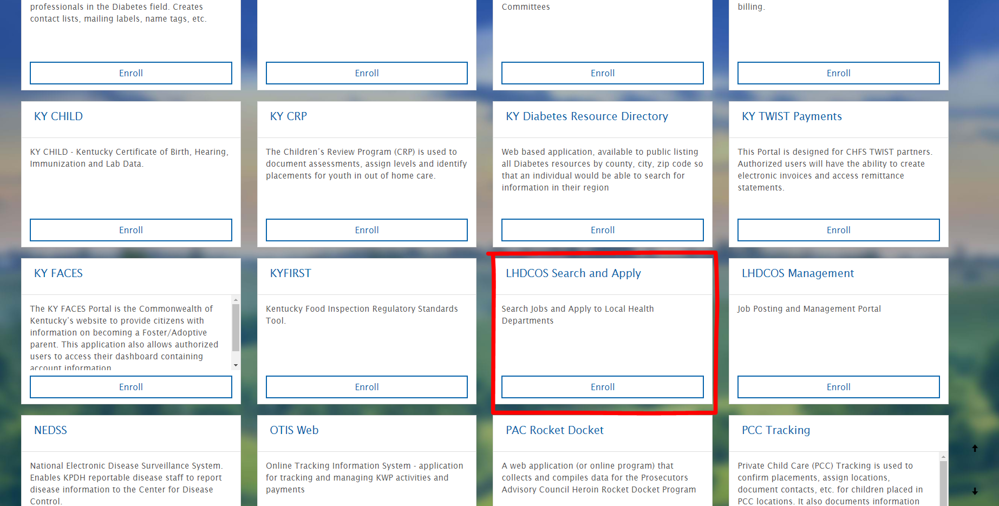 professionals in the Diabetes field. Creates
contact lists, mailing labels, name tags, etc.
Enroll
Enroll
Committees
Enroll
billing.
Enroll
KY CHILD
KY CHILD - Kentucky Certificate of Birth, Hearing,
Immunization and Lab Data.
Enroll
KY CRP
The Children’s Review Program (CRP) is used to
document assessments, assign levels and identify
placements for youth in out of home care.
Enroll
KY Diabetes Resource Directory
Web based application, available to public listing
all Diabetes resources by county, city, zip code so
that an individual would be able to search for
information in their region
Enroll
KY TWIST Payments
This Portal is designed for CHFS TWIST partners.
Authorized users will have the ability to create
electronic invoices and access remittance
statements.
Enroll
KY FACES
The KY FACES Portal is the Commonwealth of
Kentucky’s website to provide citizens with
information on becoming a Foster/Adoptive
parent. This application also allows authorized
users to access their dashboard containing
account information
Enroll
KYFIRST
Kentucky Food Inspection Regulatory Standards
Tool.
Enroll
LHDCOS Search and Apply
Search Jobs and Apply to Local Health
Departments
Enroll
LHDCOS Management
Job Posting and Management Portal
Enroll
NEDSS
National Electronic Disease Surveillance System.
Enables KPDH reportable disease staff to report
disease information to the Center for Disease
Control.
OTIS Web
Online Tracking Information System - application
for tracking and managing KWP activities and
payments
PAC Rocket Docket
A web application (or online program) that
collects and compiles data for the Prosecutors
Advisory Council Heroin Rocket Docket Program
PCC Tracking
Private Child Care (PCC) Tracking is used to
confirm placements, assign locations,
document contacts, etc. for children placed in
PCC locations. It also documents information